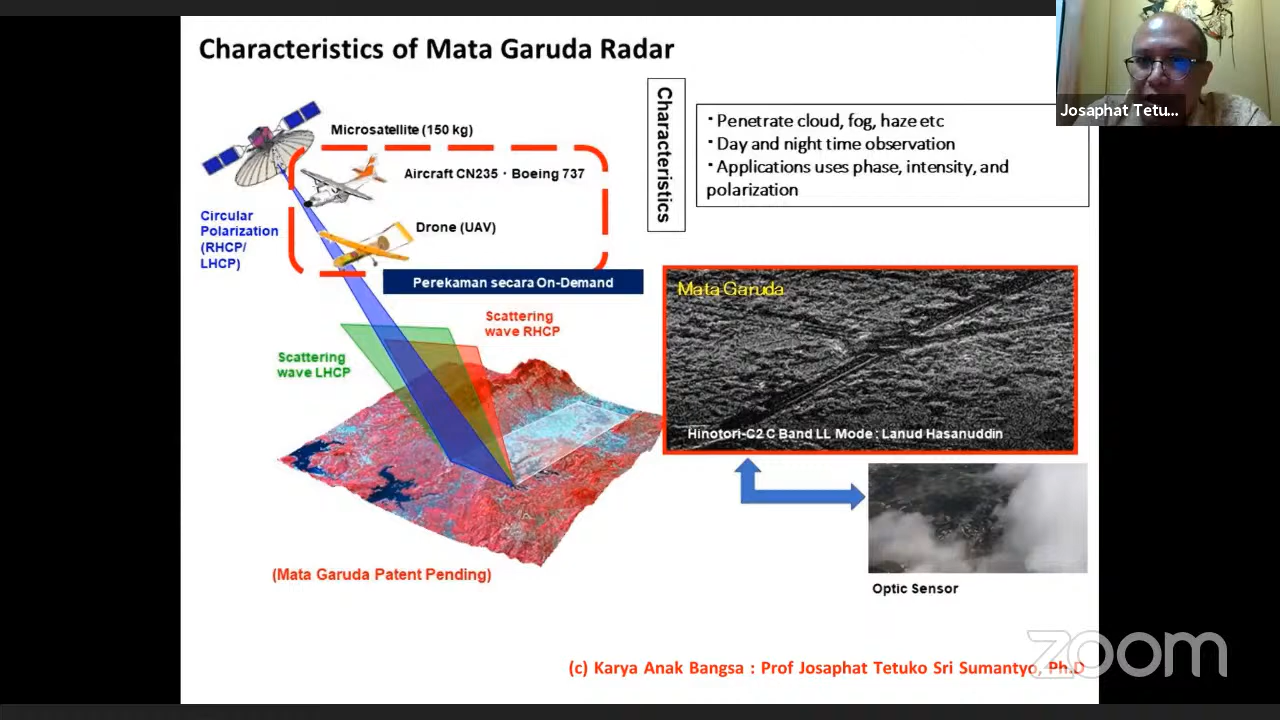 Characteristics of Mata Garuda Radar
Josaphat Tetu...
Microsatellite (150 kg)
Aircraft CN235・Boeing 737
Drone (UAV)
Circular
Polarization
(RHCP/
LHCP)
Perekaman secara On-Demand
Scattering
wave RHCP
Scattering
wave LHCP
(Mata Garuda Patent Pending)
Characteristics
・Penetrate cloud, fog, haze etc
・Day and night time observation
・Applications uses phase, intensity, and
polarization
Mata Garuda
Hinotori-C2 C Band LL Mode : Lanud Hasanuddin
Optic Sensor
(c) Karya Anak Bangsa : Prof Josaphat Tetuko Sri Sumantyo, Ph.D
zoom